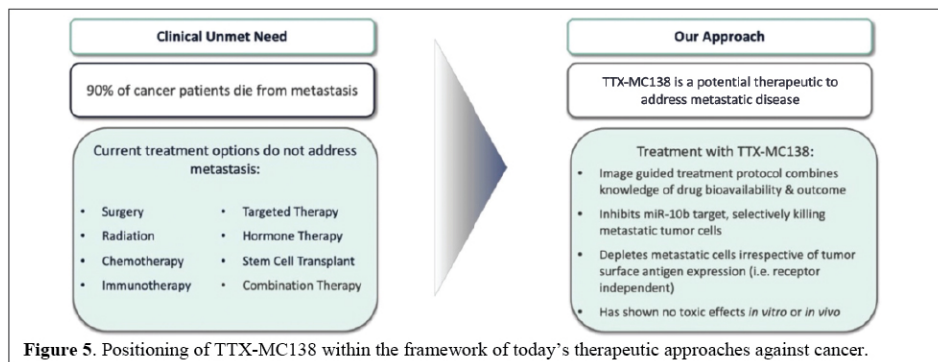 Clinical Unmet Need
90% of cancer patients die from metastasis
Current treatment options do not address
metastasis:
• Surgery
• Radiation
• Chemotherapy
• Immunotherapy
• Targeted Therapy
• Hormone Therapy
• Stem Cell Transplant
• Combination Therapy
Our Approach
TTX-MC138 is a potential therapeutic to
address metastatic disease
Treatment with TTX-MC138:
• Image guided treatment protocol combines
knowledge of drug bioavailability & outcome
• Inhibits miR-10b target, selectively killing
metastatic tumor cells
• Depletes metastatic cells irrespective of tumor
surface antigen expression (i.e. receptor
independent)
• Has shown no toxic effects in vitro or in vivo
Figure 5. Positioning of TTX-MC138 within the framework of today's therapeutic approaches against cancer.